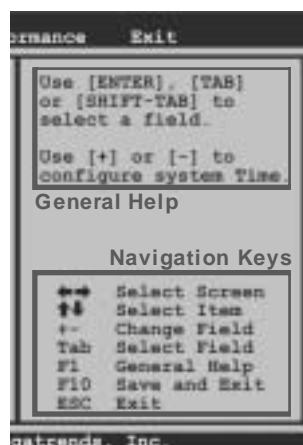 rmance Exit
Use [ENTER], [TAB]
or [SHIFT-TAB] to
select a field.
Use [+] or [-] to
configure system Time.
General Help
Navigation Keys
←→ Select Screen
↑↓ Select Item
+- Change Field
Tab Select Field
F1 General Help
F10 Save and Exit
ESC Exit
gatrends, Inc.